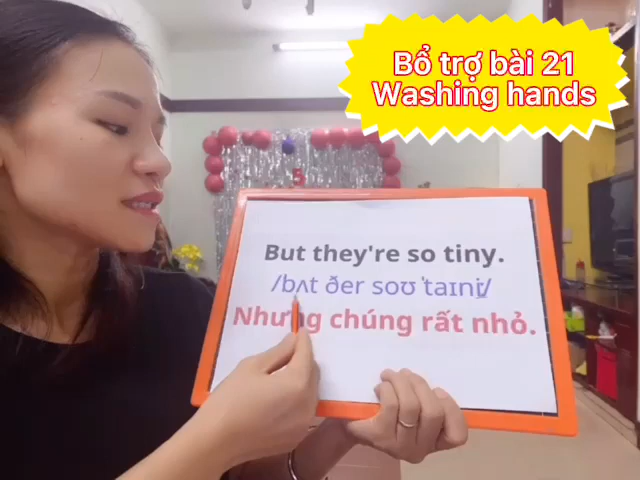 Bổ trợ bài 21
Washing hands
But they're so tiny.
/bʌt ðer soʊ ˈtaɪni/
Nhưng chúng rất nhỏ.